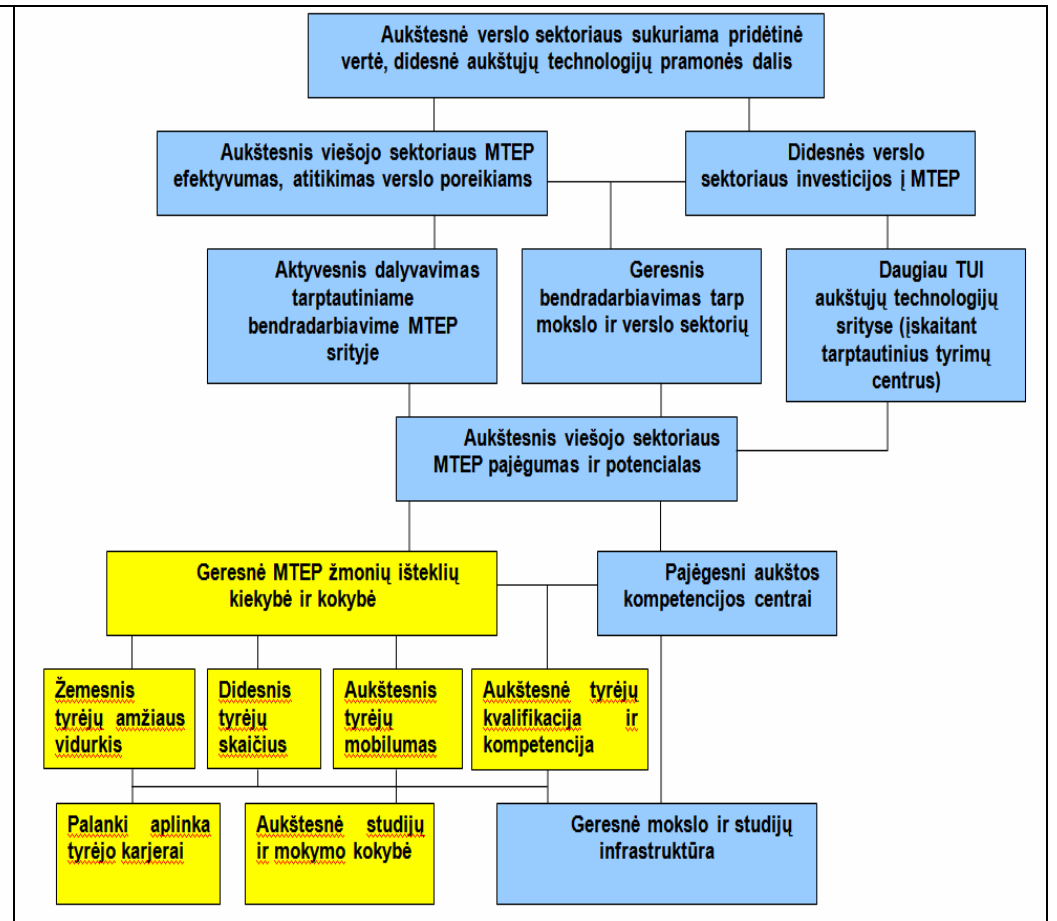 Aukštesnė verslo sektoriaus sukuriama pridėtinė
vertė, didesnė aukštųjų technologijų pramonės dalis
Aukštesnis viešojo sektoriaus MTEP
efektyvumas, atitikimas verslo poreikiams
Didesnės verslo
sektoriaus investicijos į MTEP
Aktyvesnis dalyvavimas
tarptautiniame
bendradarbiavime MTEP
srityje
Geresnis
bendradarbiavimas tarp
mokslo ir verslo sektorių
Daugiau TUI
aukštųjų technologijų
srityse (įskaitant
tarptautinius tyrimų
centrus)
Aukštesnis viešojo sektoriaus
MTEP pajėgumas ir potencialas
Geresnė MTEP žmonių išteklių
kiekybė ir kokybė
Pajėgesni aukštos
kompetencijos centrai
Žemesnis
tyrėjų amžiaus
vidurkis
Didesnis
tyrėjų
skaičius
Aukštesnis
tyrėjų
mobilumas
Aukštesnė tyrėjų
kvalifikacija ir
kompetencija
Palanki aplinka
tyrėjo karjerai
Aukštesnė studijų
ir mokymo kokybė
Geresnė mokslo ir studijų
infrastruktūra